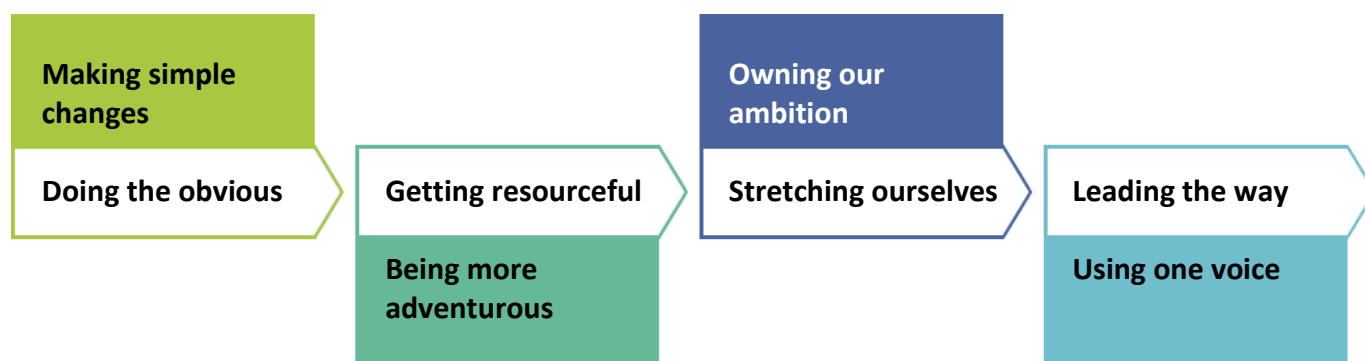 Making simple
changes
Doing the obvious
Getting resourceful
Being more
adventurous
Owning our
ambition
Stretching ourselves
Leading the way
Using one voice